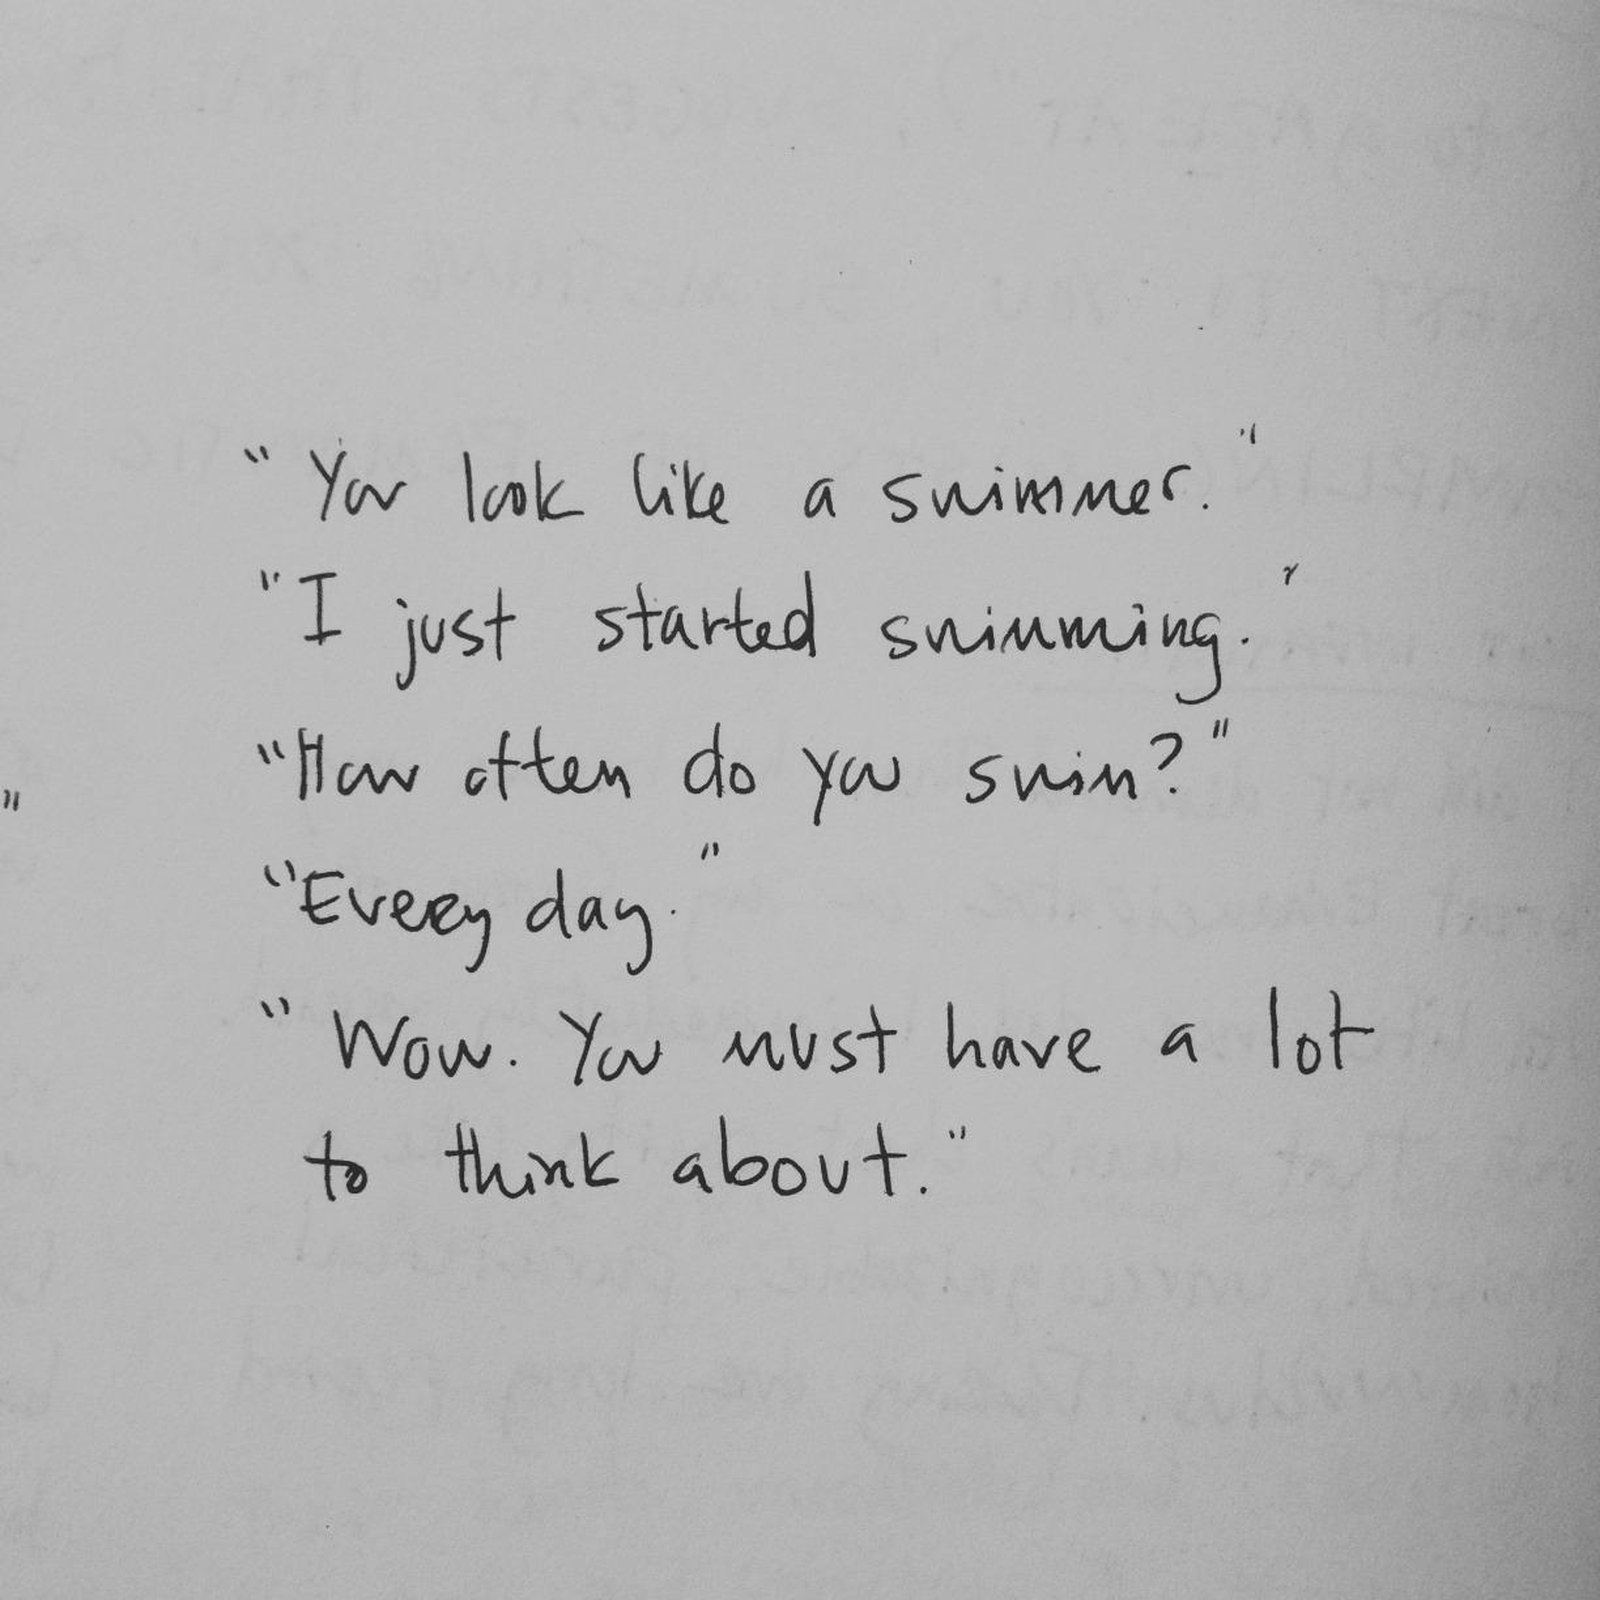 "You look like a swimmer."
"I just started swimming."
"How often do you swim?"
"Every day."
"Wow. You must have a lot
to think about."